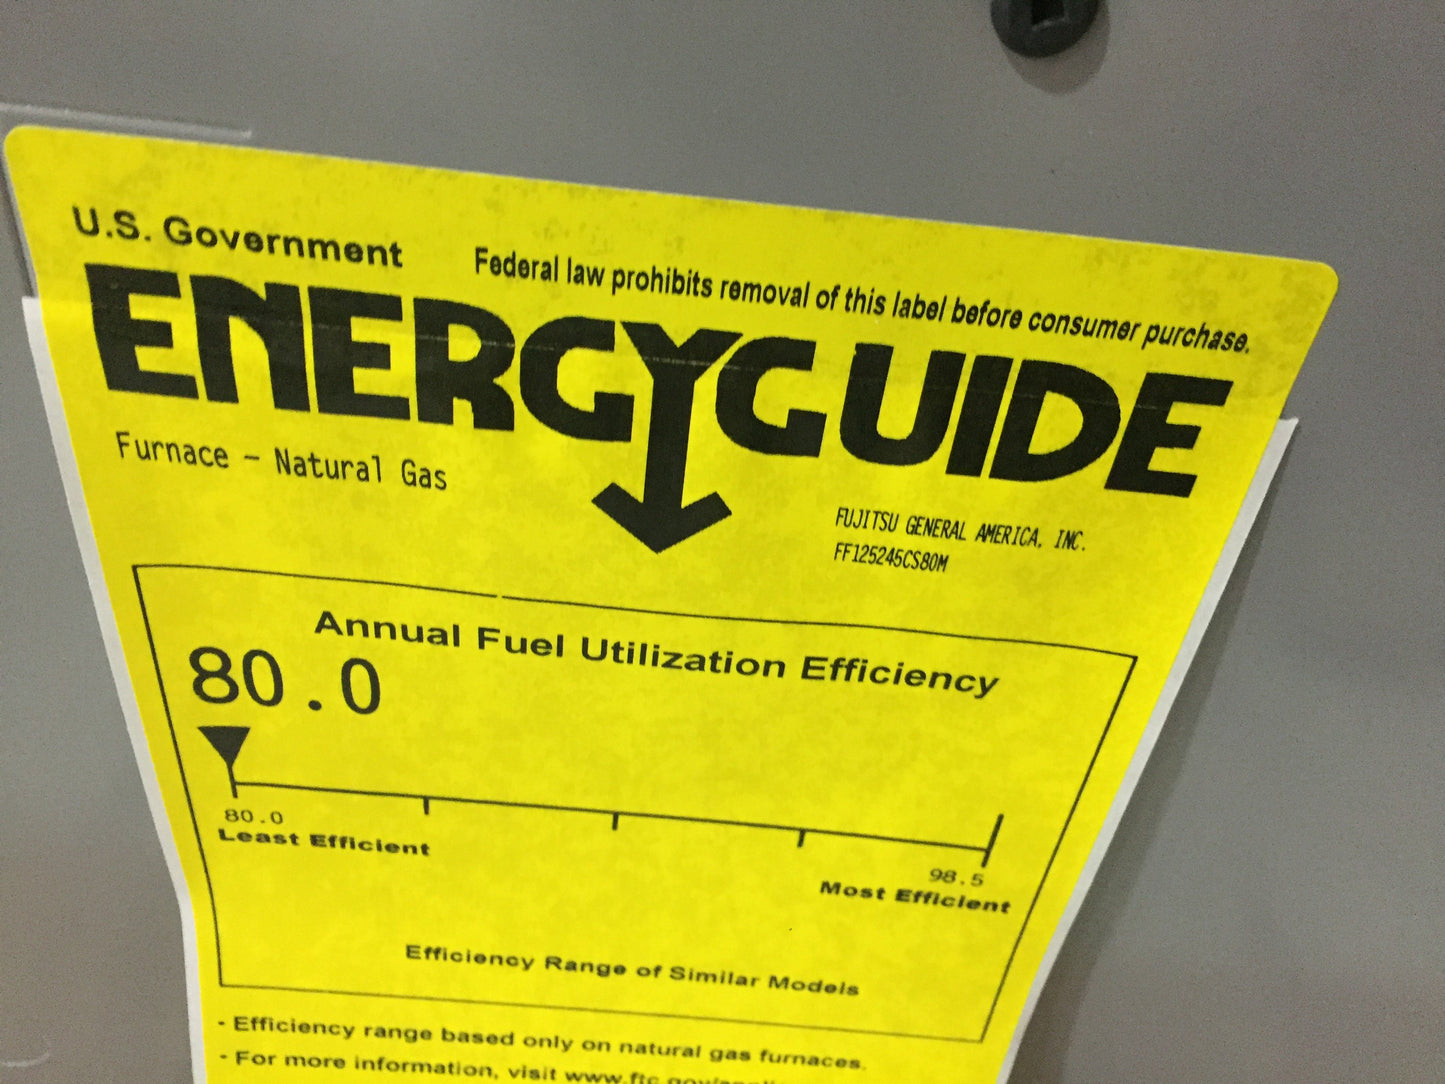 U.S. Government
Federal law prohibits removal of this label before consumer purchase.
ENERGYGUIDE
Furnace - Natural Gas
FUJITSU GENERAL AMERICA, INC.
FF125245CS80M
Annual Fuel Utilization Efficiency
80.0
80.0
Least Efficient
98.5
Most Efficient
Efficiency Range of Similar Models
- Efficiency range based only on natural gas furnaces.
- For more information, visit